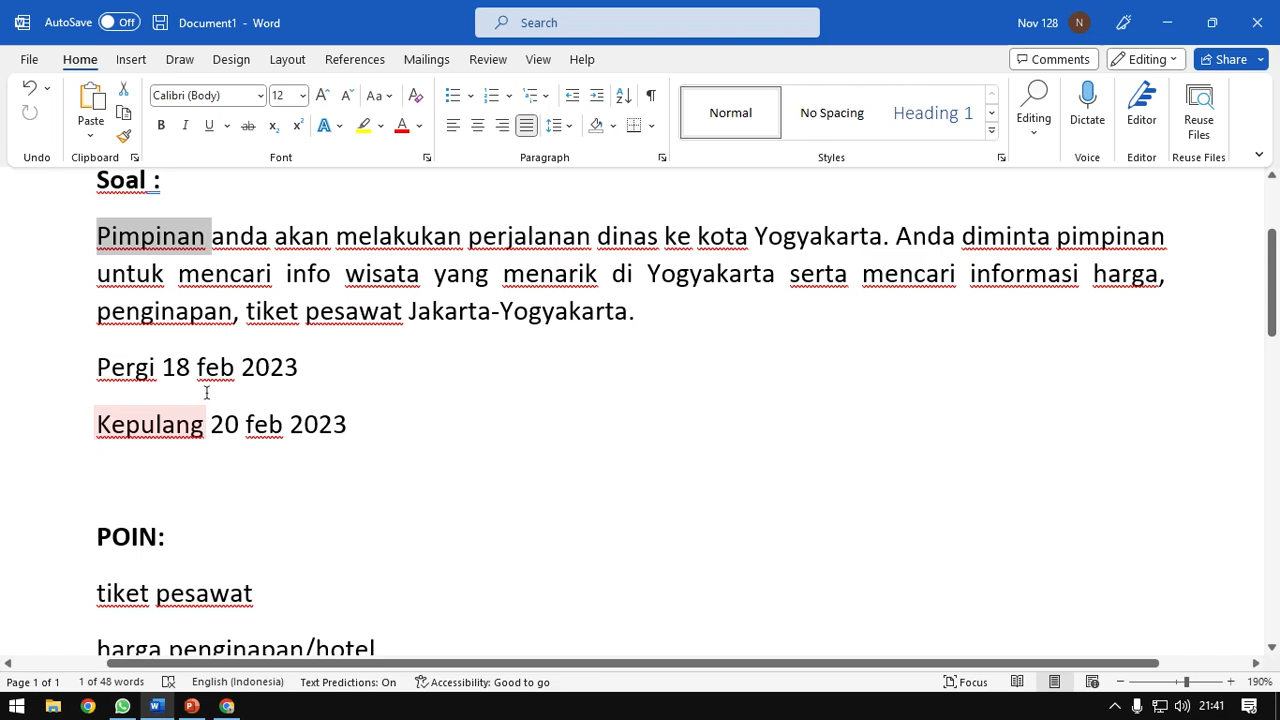 AutoSave Off Document1 - Word Search Nov 128 N
File Home Insert Draw Design Layout References Mailings Review View Help Comments Editing Share
Calibri (Body) 12 Aa Normal No Spacing Heading 1
Paste B I U ab x2 x2 A A Editing Dictate Editor Reuse Files
Undo Clipboard Font Paragraph Styles Voice Editor Reuse Files
Soal :
Pimpinan anda akan melakukan perjalanan dinas ke kota Yogyakarta. Anda diminta pimpinan
untuk mencari info wisata yang menarik di Yogyakarta serta mencari informasi harga,
penginapan, tiket pesawat Jakarta-Yogyakarta.
Pergi 18 feb 2023
Kepulang 20 feb 2023
POIN:
tiket pesawat
harga penginapan/hotel
Page 1 of 1 1 of 48 words English (Indonesia) Text Predictions: On Accessibility: Good to go Focus 190%
21:41